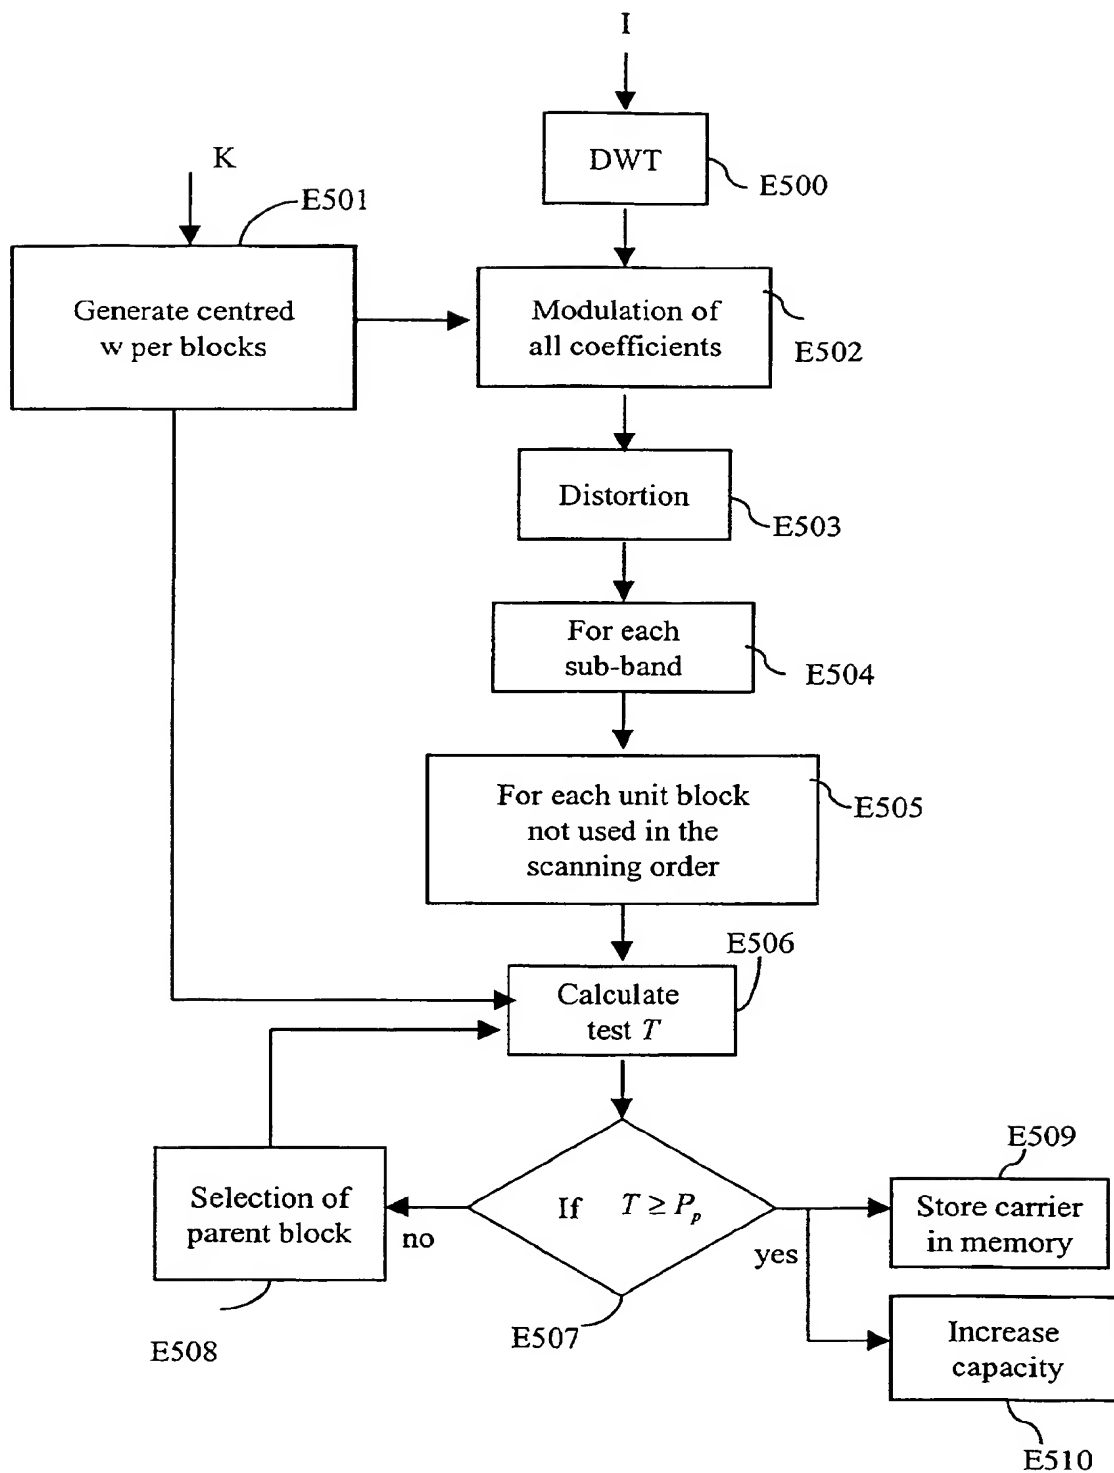 I
DWT
E500
K
E501
Generate centred
w per blocks
Modulation of
all coefficients
E502
Distortion
E503
For each
sub-band
E504
For each unit block
not used in the
scanning order
E505
E506
Calculate
test T
If T ≥ P_p
no
yes
E507
Selection of
parent block
E508
E509
Store carrier
in memory
Increase
capacity
E510